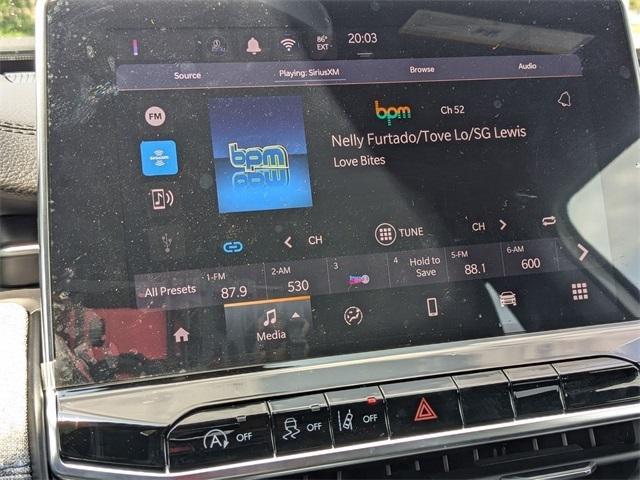 86°
EXT
20:03
Source
Playing: SiriusXM
Browse
Audio
FM
bpm
Ch 52
bpm
Nelly Furtado/Tove Lo/SG Lewis
Love Bites
CH
TUNE
CH
All Presets
1-FM
87.9
2-AM
530
3
4
Hold to
Save
5-FM
88.1
6-AM
600
Media
A OFF
OFF
OFF